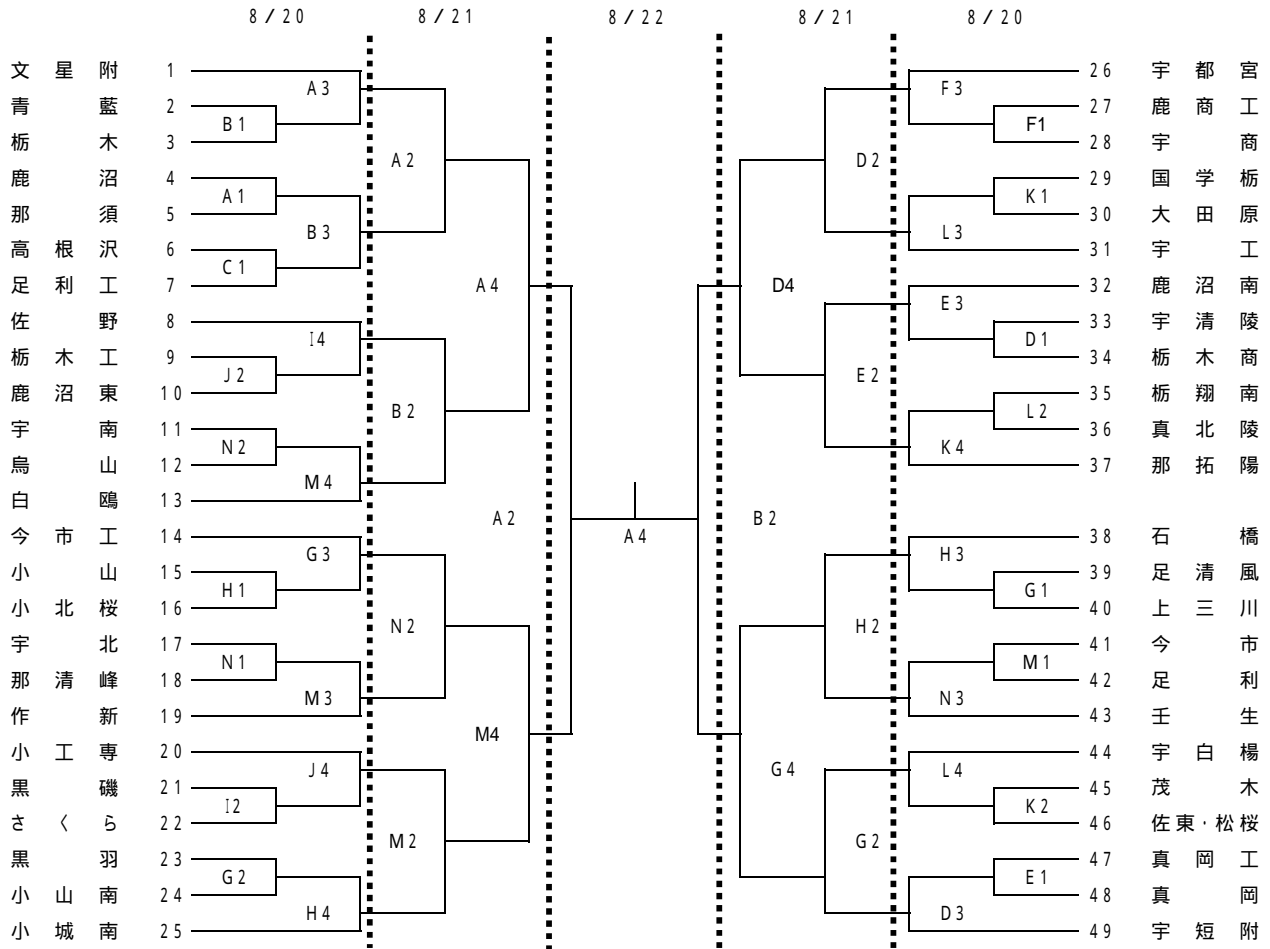 8/20 8/21 8/22 8/21 8/20
文星附 1
青藍 2
栃木 3
鹿沼 4
那須 5
高根沢 6
足利工 7
佐野 8
栃木工 9
鹿沼東 10
宇南 11
烏山 12
白鴎 13
今市工 14
小山 15
小北桜 16
宇北 17
那清峰 18
作新 19
小工専 20
黒磯 21
さくら 22
黒羽 23
小山南 24
小城南 25
A3
B1
A1
B3
C1
I4
J2
N2
M4
G3
H1
N1
M3
J4
I2
G2
H4
A2
B2
N2
M2
A4
M4
A2
A4
B2
D4
G4
D2
E2
H2
G2
F3
F1
K1
L3
E3
D1
L2
K4
H3
G1
M1
N3
L4
K2
E1
D3
26 宇都宮
27 鹿商工
28 宇商
29 国学栃
30 大田原
31 宇工
32 鹿沼南
33 宇清陵
34 栃木商
35 栃翔南
36 真北陵
37 那拓陽
38 石橋
39 足清風
40 上三川
41 今市
42 足利
43 壬生
44 宇白楊
45 茂木
46 佐東・松桜
47 真岡工
48 真岡
49 宇短附